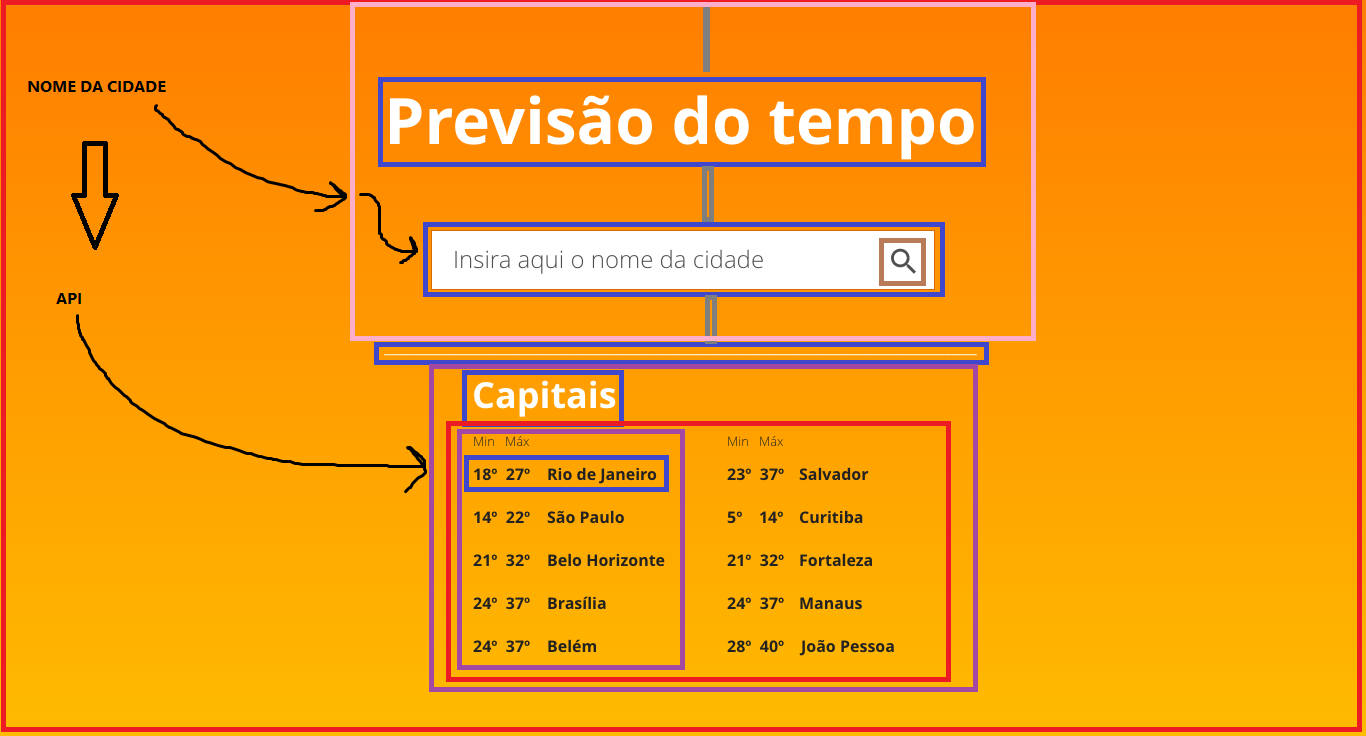 NOME DA CIDADE
Previsão do tempo
Insira aqui o nome da cidade
API
Capitais
Min Máx
18º 27º Rio de Janeiro
14º 22º São Paulo
21º 32º Belo Horizonte
24º 37º Brasília
24º 37º Belém
Min Máx
23º 37º Salvador
5º 14º Curitiba
21º 32º Fortaleza
24º 37º Manaus
28º 40º João Pessoa